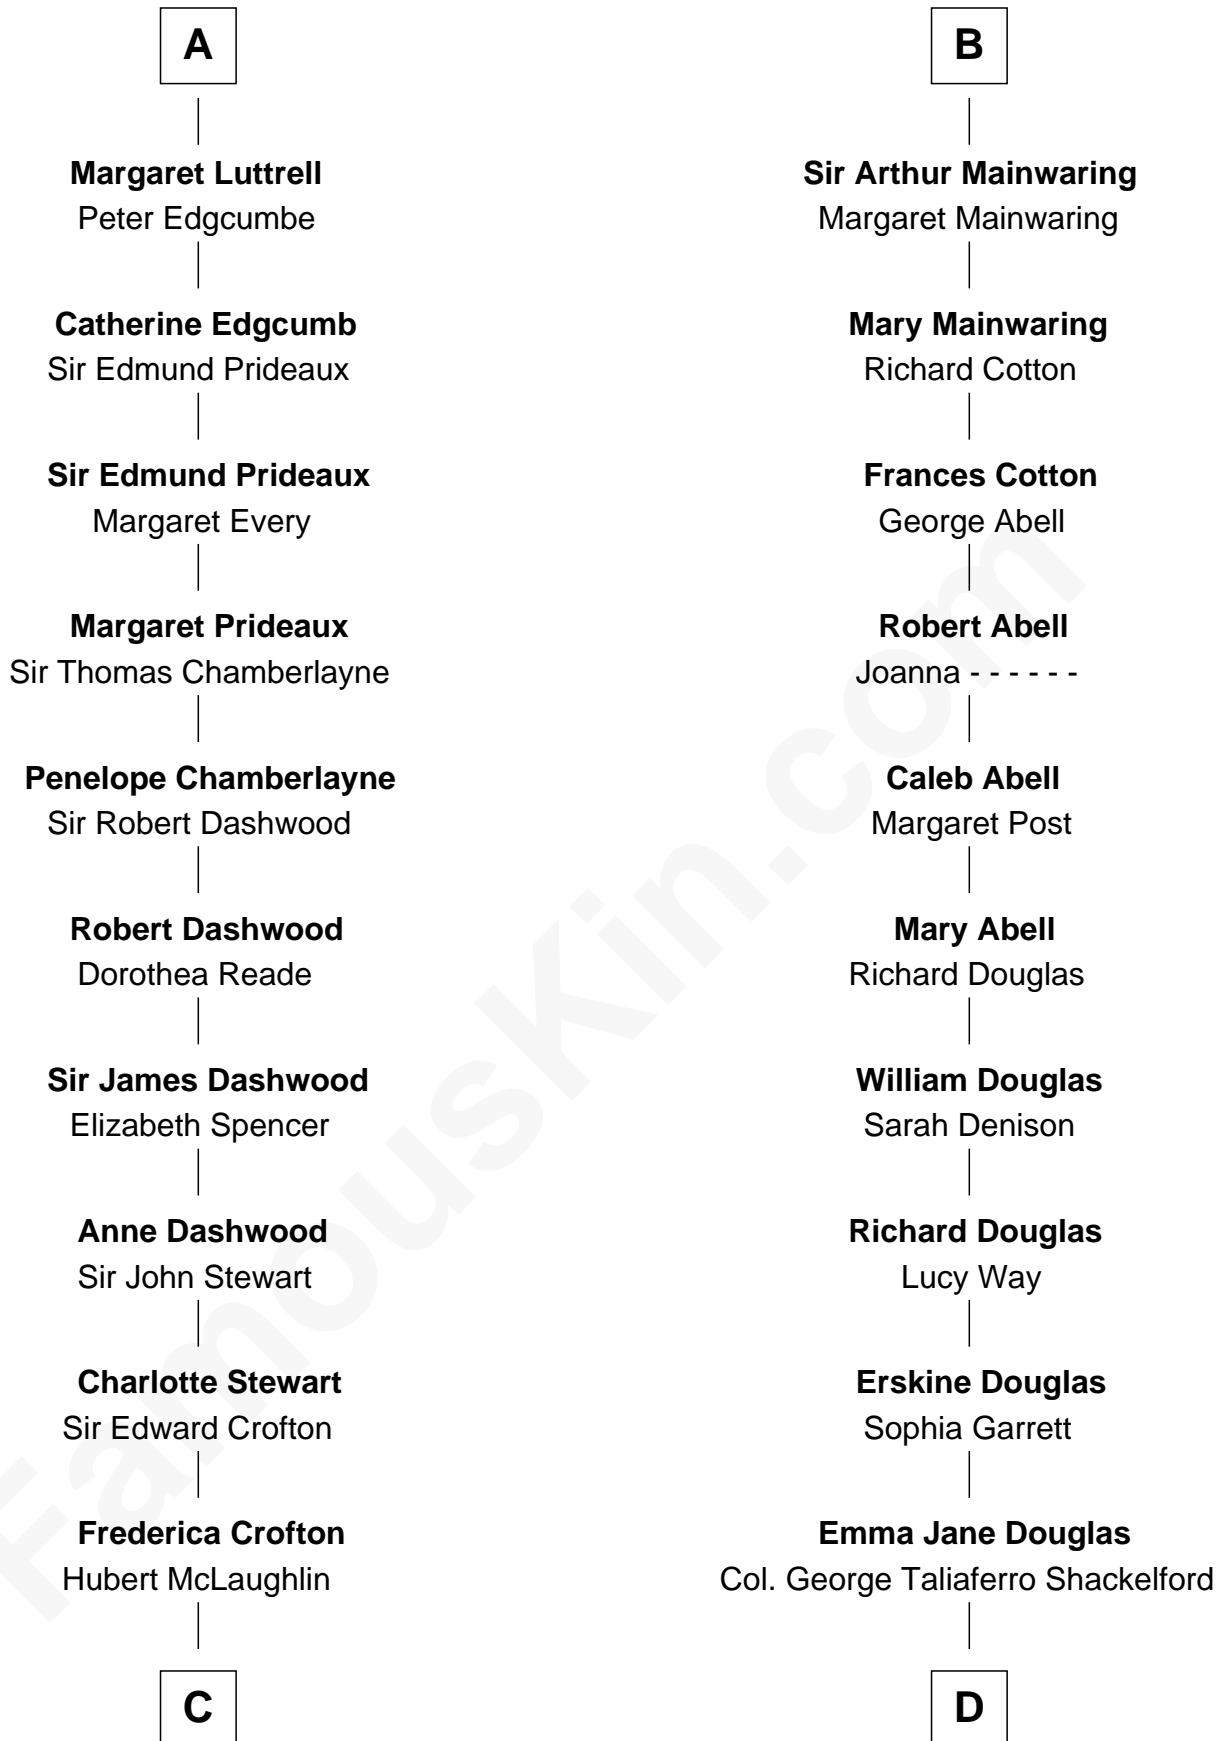 A
Margaret Luttrell
Peter Edgcumbe
Catherine Edgcumb
Sir Edmund Prideaux
Sir Edmund Prideaux
Margaret Every
Margaret Prideaux
Sir Thomas Chamberlayne
Penelope Chamberlayne
Sir Robert Dashwood
Robert Dashwood
Dorothea Reade
Sir James Dashwood
Elizabeth Spencer
Anne Dashwood
Sir John Stewart
Charlotte Stewart
Sir Edward Crofton
Frederica Crofton
Hubert McLaughlin
C
B
Sir Arthur Mainwaring
Margaret Mainwaring
Mary Mainwaring
Richard Cotton
Frances Cotton
George Abell
Robert Abell
Joanna - - - - - -
Caleb Abell
Margaret Post
Mary Abell
Richard Douglas
William Douglas
Sarah Denison
Richard Douglas
Lucy Way
Erskine Douglas
Sophia Garrett
Emma Jane Douglas
Col. George Taliaferro Shackelford
D
FamousKin.com